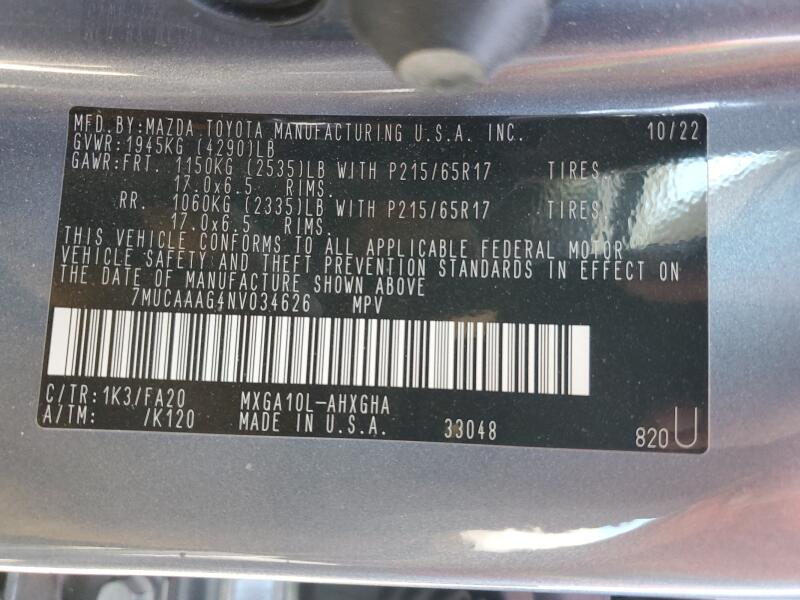 MFD.BY:MAZDA TOYOTA MANUFACTURING U.S.A. INC. 10/22
GVWR:1945KG (4290)LB
GAWR:FRT. 1150KG (2535)LB WITH P215/65R17 TIRES
17.0x6.5 RIMS.
RR. 1060KG (2335)LB WITH P215/65R17 TIRES
17.0x6.5 RIMS.
THIS VEHICLE CONFORMS TO ALL APPLICABLE FEDERAL MOTOR
VEHICLE SAFETY AND THEFT PREVENTION STANDARDS IN EFFECT ON
THE DATE OF MANUFACTURE SHOWN ABOVE
7MUCAAAG4NV034626 MPV
C/TR:1K3/FA20 MXGA10L-AHXGHA
A/TM: /K120 MADE IN U.S.A. 33048 820 U